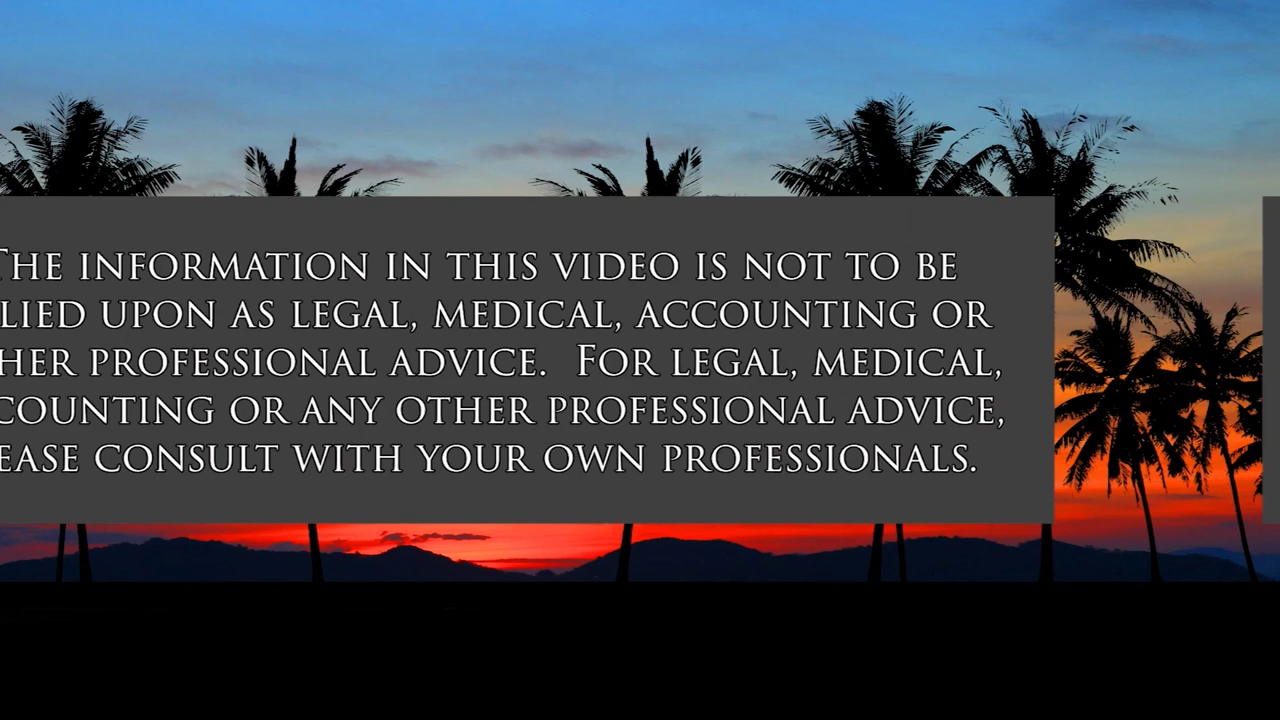 THE INFORMATION IN THIS VIDEO IS NOT TO BE
LIED UPON AS LEGAL, MEDICAL, ACCOUNTING OR
HER PROFESSIONAL ADVICE. FOR LEGAL, MEDICAL,
COUNTING OR ANY OTHER PROFESSIONAL ADVICE,
EASE CONSULT WITH YOUR OWN PROFESSIONALS.